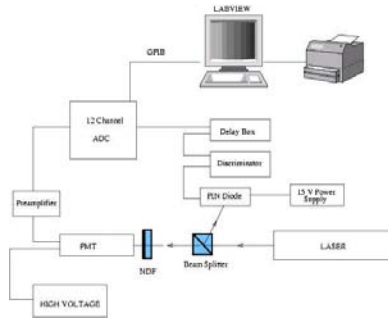 LABVIEW
GPIB
12 Channel
ADC
Delay Box
Discriminator
Preamplifier
PIN Diode
15 V Power
Supply
PMT
NDF
Beam Splitter
LASER
HIGH VOLTAGE